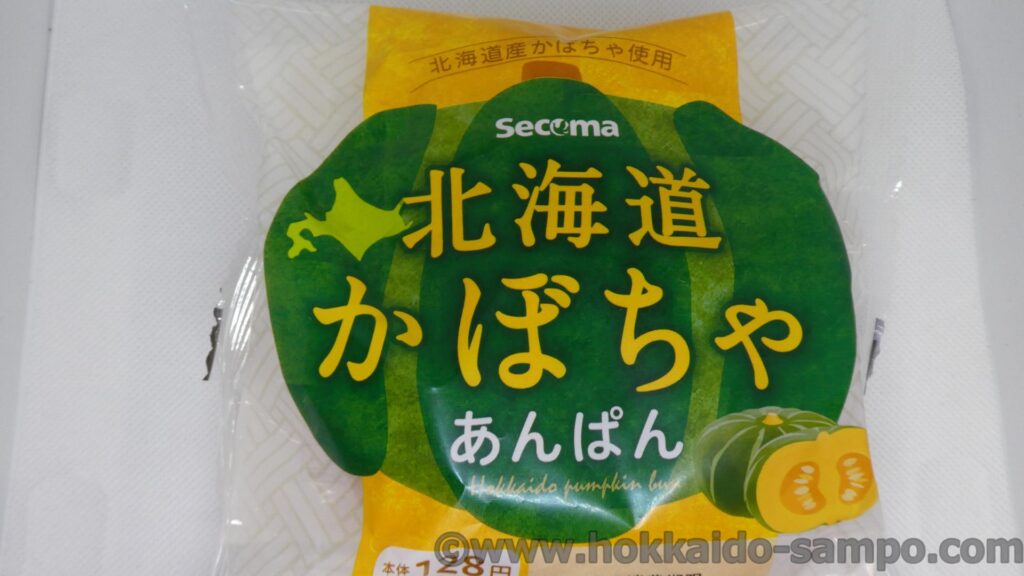 北海道産かぼちゃ使用
Secoma
北海道
かぼちゃ
あんぱん
Hokkaido pumpkin bun
本体 128円
©www.hokkaido-sampo.com